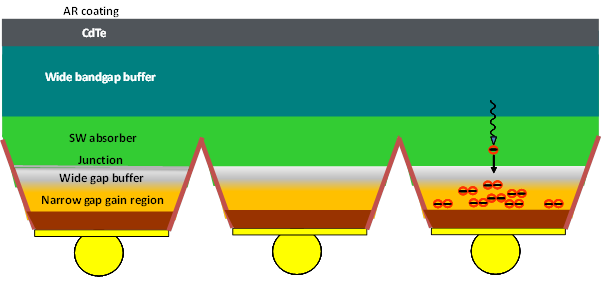 AR coating
CdTe
Wide bandgap buffer
SW absorber
Junction
Wide gap buffer
Narrow gap gain region